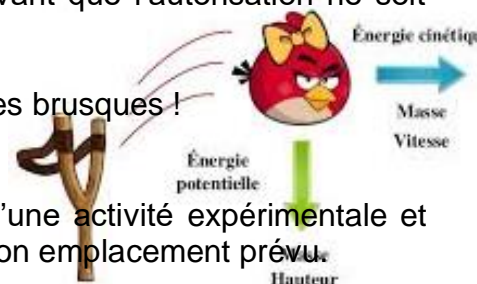 vant que l'autorisation ne soit
Énergie cinétiqu
es brusques !
Masse
Vitesse
Énergie
potentielle
'une activité expérimentale et
on emplacement prévu.
Hauteur